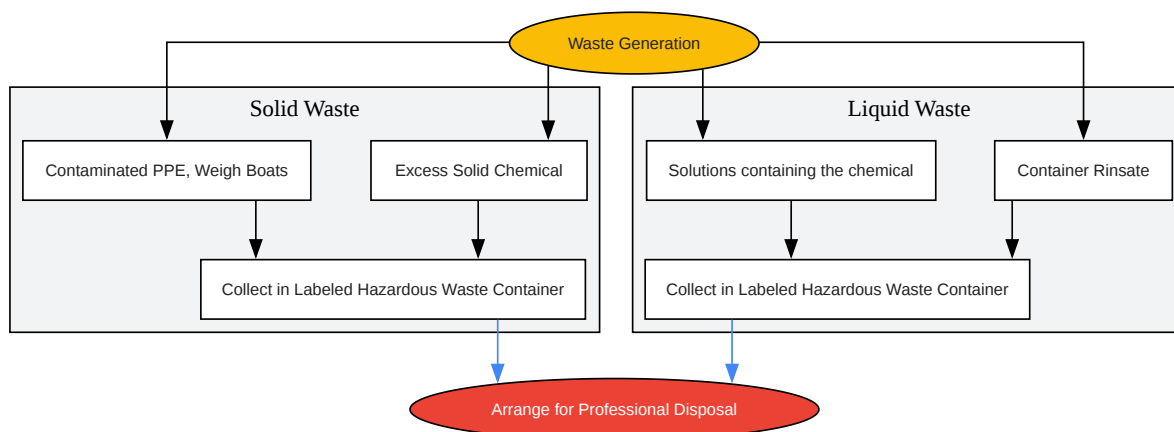 Waste Generation
Solid Waste
Liquid Waste
Contaminated PPE, Weigh Boats
Excess Solid Chemical
Solutions containing the chemical
Container Rinsate
Collect in Labeled Hazardous Waste Container
Collect in Labeled Hazardous Waste Container
Arrange for Professional Disposal